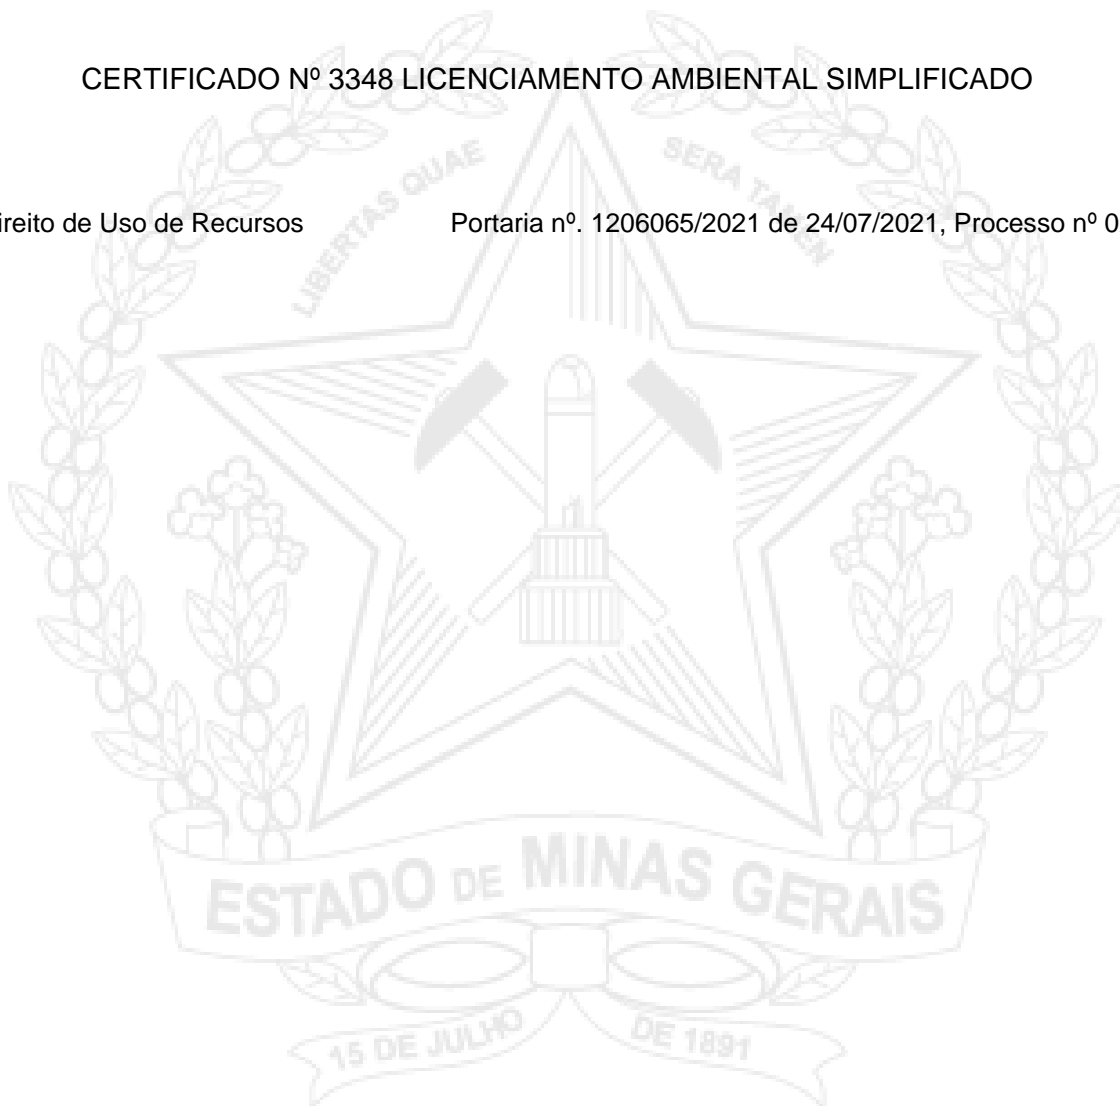 CERTIFICADO Nº 3348 LICENCIAMENTO AMBIENTAL SIMPLIFICADO
LIBERTAS QUAE SERA TAMEN
ireito de Uso de Recursos Portaria nº. 1206065/2021 de 24/07/2021, Processo nº 0
ESTADO DE MINAS GERAIS
15 DE JULHO DE 1891